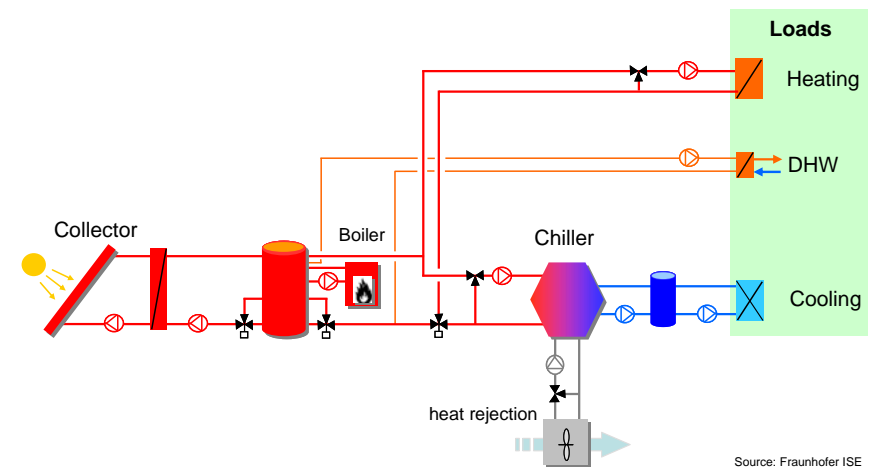 Loads
Heating
DHW
Collector
Boiler
Chiller
Cooling
heat rejection
Source: Fraunhofer ISE